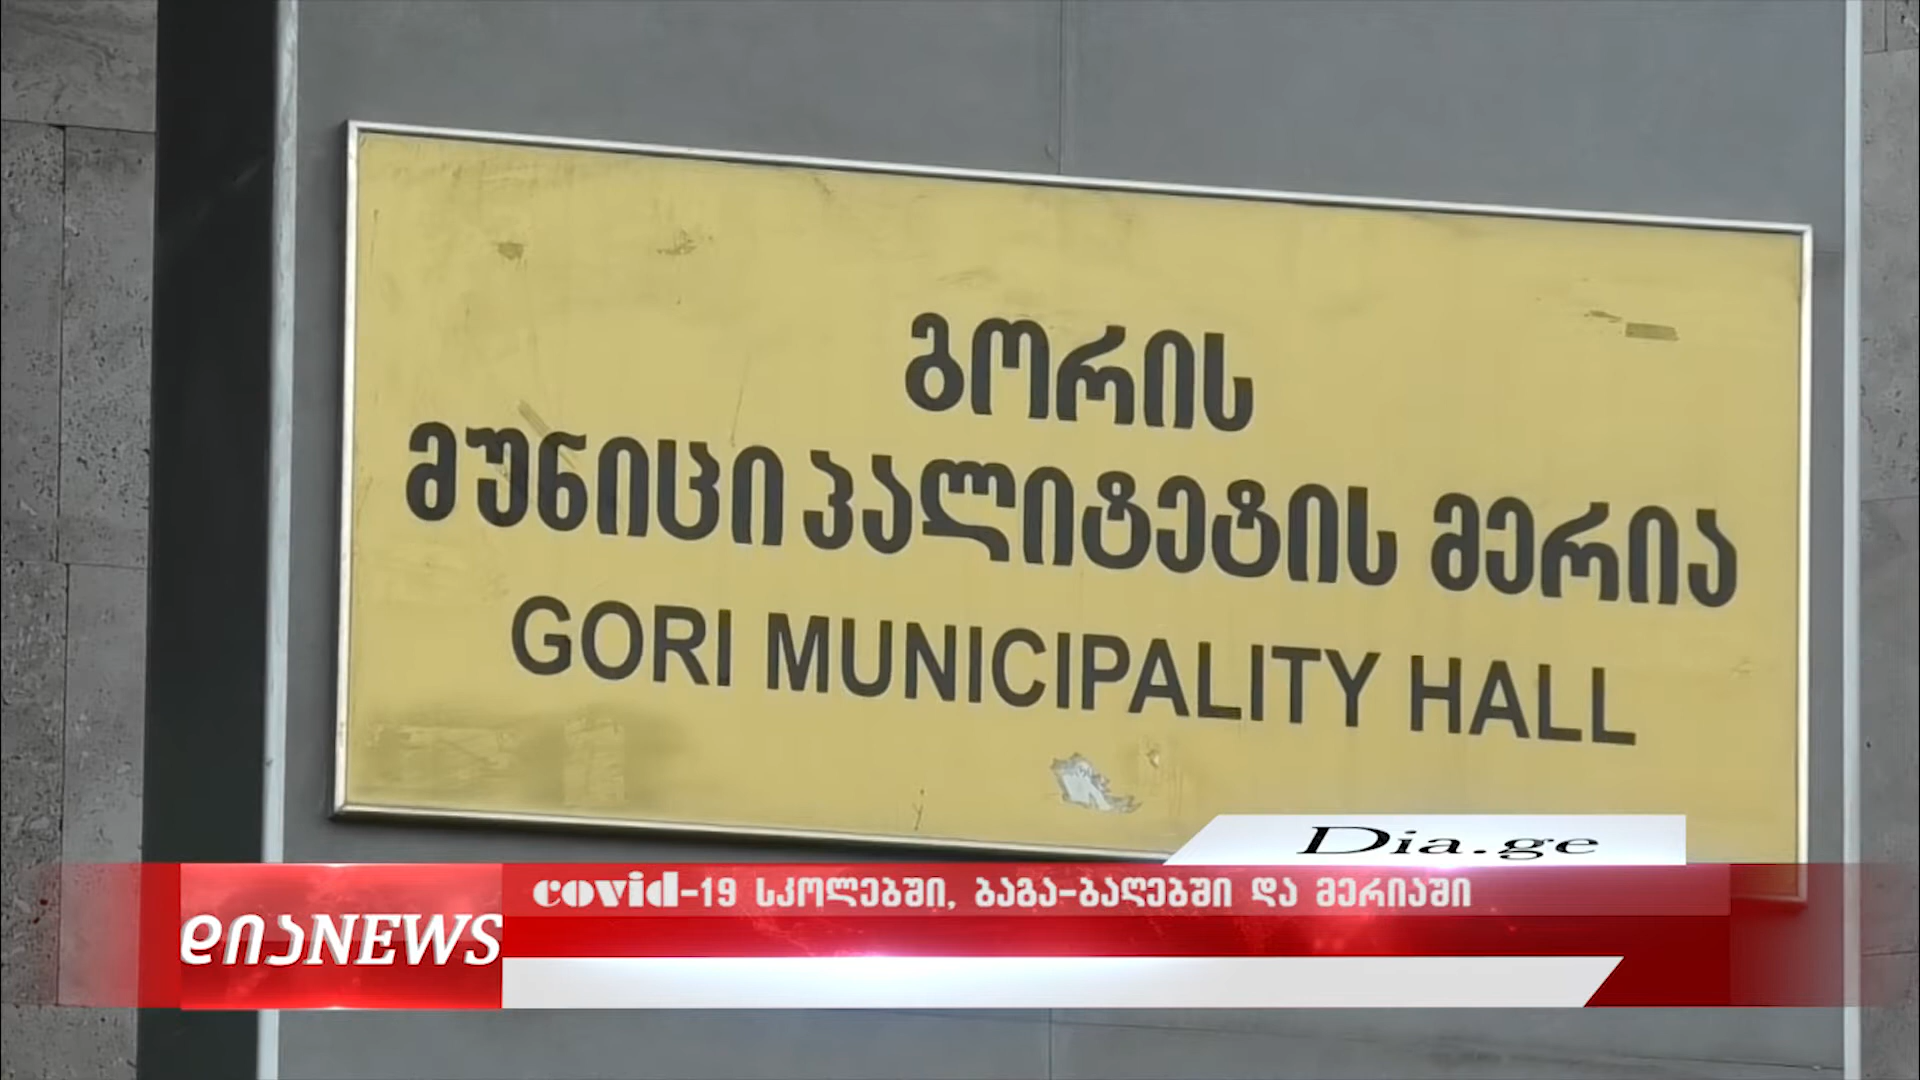 გორის
მუნიციპალიტეტის მერია
GORI MUNICIPALITY HALL
Dia.ge
covid-19 სკოლებში, ბაგა-ბაღებში და მერიაში
დიაNEWS